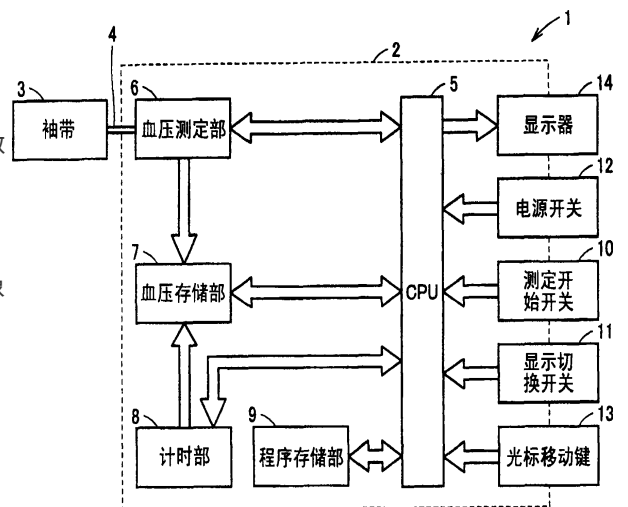 1
4
2
3
6
5
14
袖带
血压测定部
显示器
12
电源开关
7
10
血压存储部
CPU
测定开
始开关
11
显示切
换开关
8
9
13
计时部
程序存储部
光标移动键